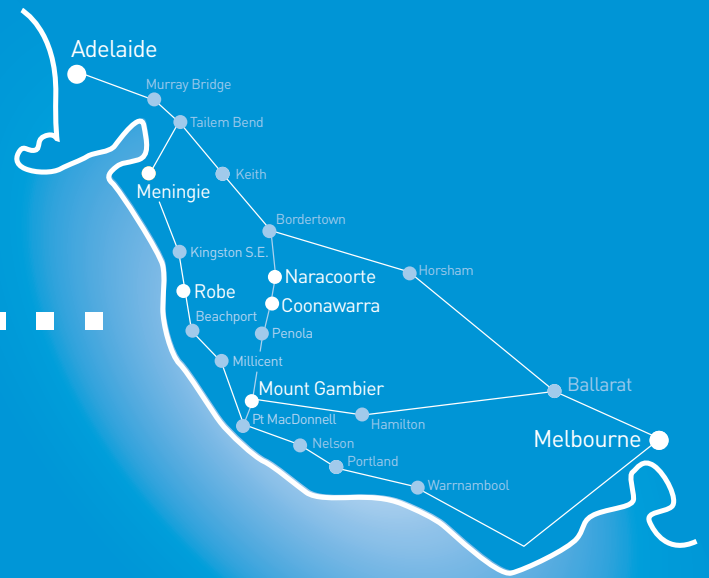 Adelaide
Murray Bridge
Tailem Bend
Keith
Meningie
Bordertown
Kingston S.E.
Horsham
Naracoorte
Robe
Coonawarra
Beachport
Penola
Millicent
Ballarat
Mount Gambier
Pt MacDonnell
Hamilton
Melbourne
Nelson
Portland
Warrnambool